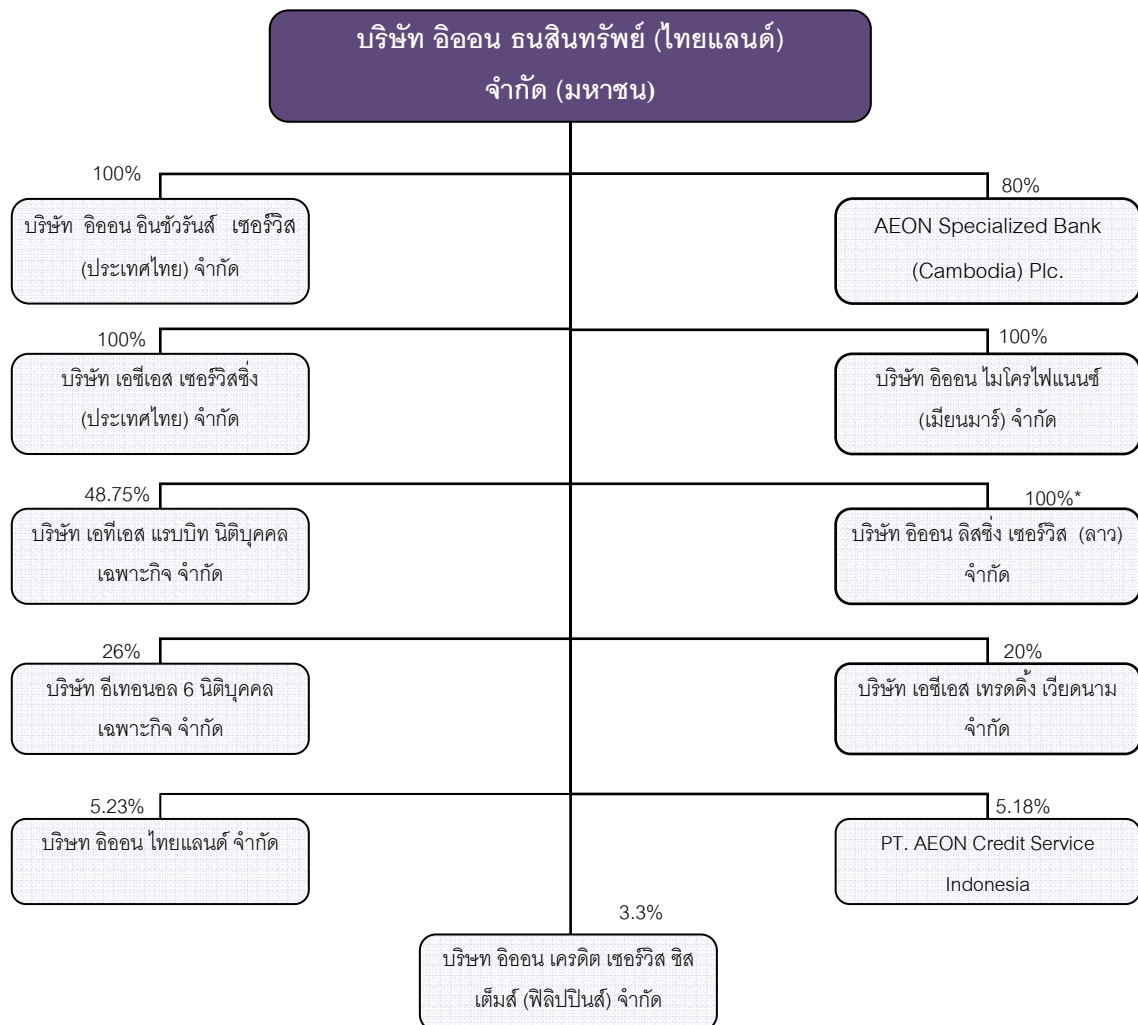 บริษัท อิออน ธนสินทรัพย์ (ไทยแลนด์)
จำกัด (มหาชน)
100%
บริษัท อิออน อินชัวรันส์ เซอร์วิส
(ประเทศไทย) จำกัด
80%
AEON Specialized Bank
(Cambodia) Plc.
100%
บริษัท เอซีเอส เซอร์วิสซิ่ง
(ประเทศไทย) จำกัด
100%
บริษัท อิออน ไมโครไฟแนนซ์
(เมียนมาร์) จำกัด
48.75%
บริษัท เอทีเอส แรบบิท นิติบุคคล
เฉพาะกิจ จำกัด
100%*
บริษัท อิออน ลิสซิ่ง เซอร์วิส (ลาว)
จำกัด
26%
บริษัท อีเทอนอล 6 นิติบุคคล
เฉพาะกิจ จำกัด
20%
บริษัท เอซีเอส เทรดดิ้ง เวียดนาม
จำกัด
5.23%
บริษัท อิออน ไทยแลนด์ จำกัด
5.18%
PT. AEON Credit Service
Indonesia
3.3%
บริษัท อิออน เครดิต เซอร์วิส ซิส
เต็มส์ (ฟิลิปปินส์) จำกัด